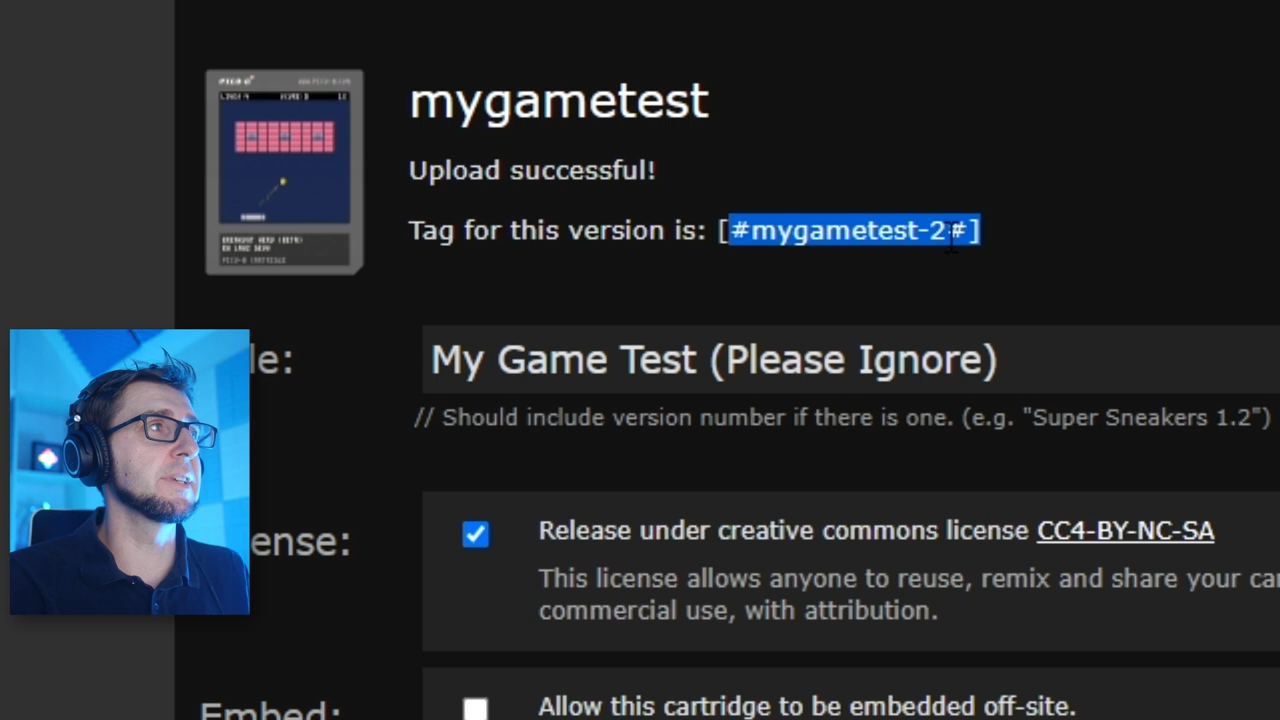 PICO-8
mygametest
Upload successful!
Tag for this version is: [#mygametest-2#]
le:
My Game Test (Please Ignore)
// Should include version number if there is one. (e.g. "Super Sneakers 1.2")
ense:
Release under creative commons license CC4-BY-NC-SA
This license allows anyone to reuse, remix and share your car
commercial use, with attribution.
Embed:
Allow this cartridge to be embedded off-site.